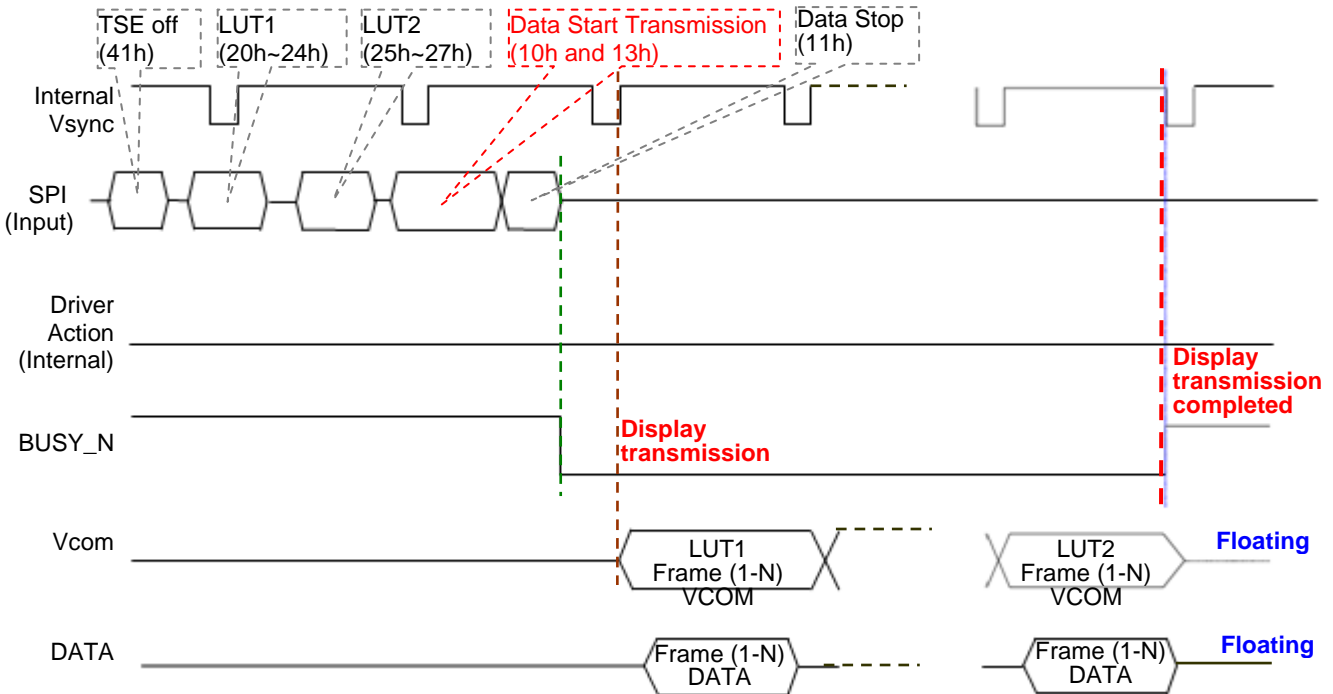 TSE off
(41h)
LUT1
(20h~24h)
LUT2
(25h~27h)
Data Start Transmission
(10h and 13h)
Data Stop
(11h)
Internal
Vsync
SPI
(Input)
Driver
Action
(Internal)
Display
transmission
completed
BUSY_N
Display
transmission
Vcom
LUT1
Frame (1-N)
VCOM
LUT2
Frame (1-N)
VCOM
Floating
DATA
Frame (1-N)
DATA
Frame (1-N)
DATA
Floating